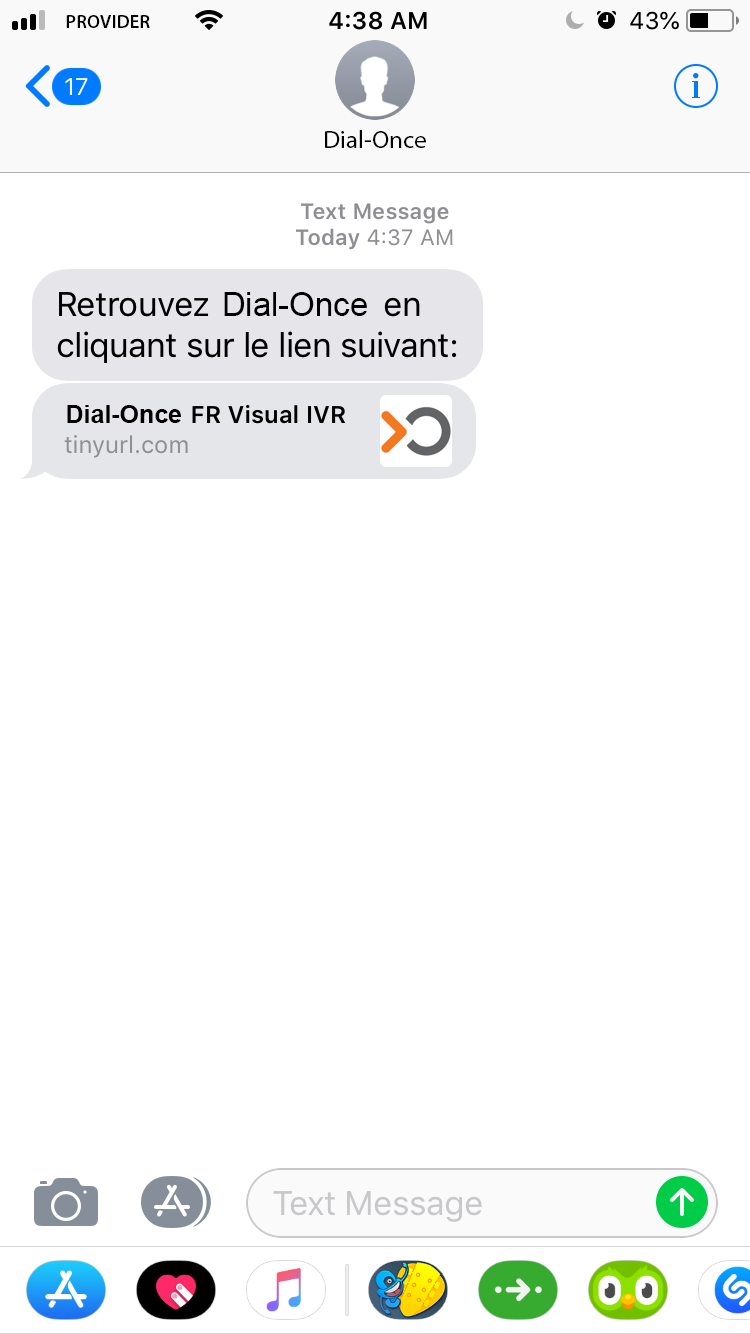 PROVIDER 4:38 AM 43%
17
Dial-Once
Text Message
Today 4:37 AM
Retrouvez Dial-Once en
cliquant sur le lien suivant:
Dial-Once FR Visual IVR
tinyurl.com
Text Message